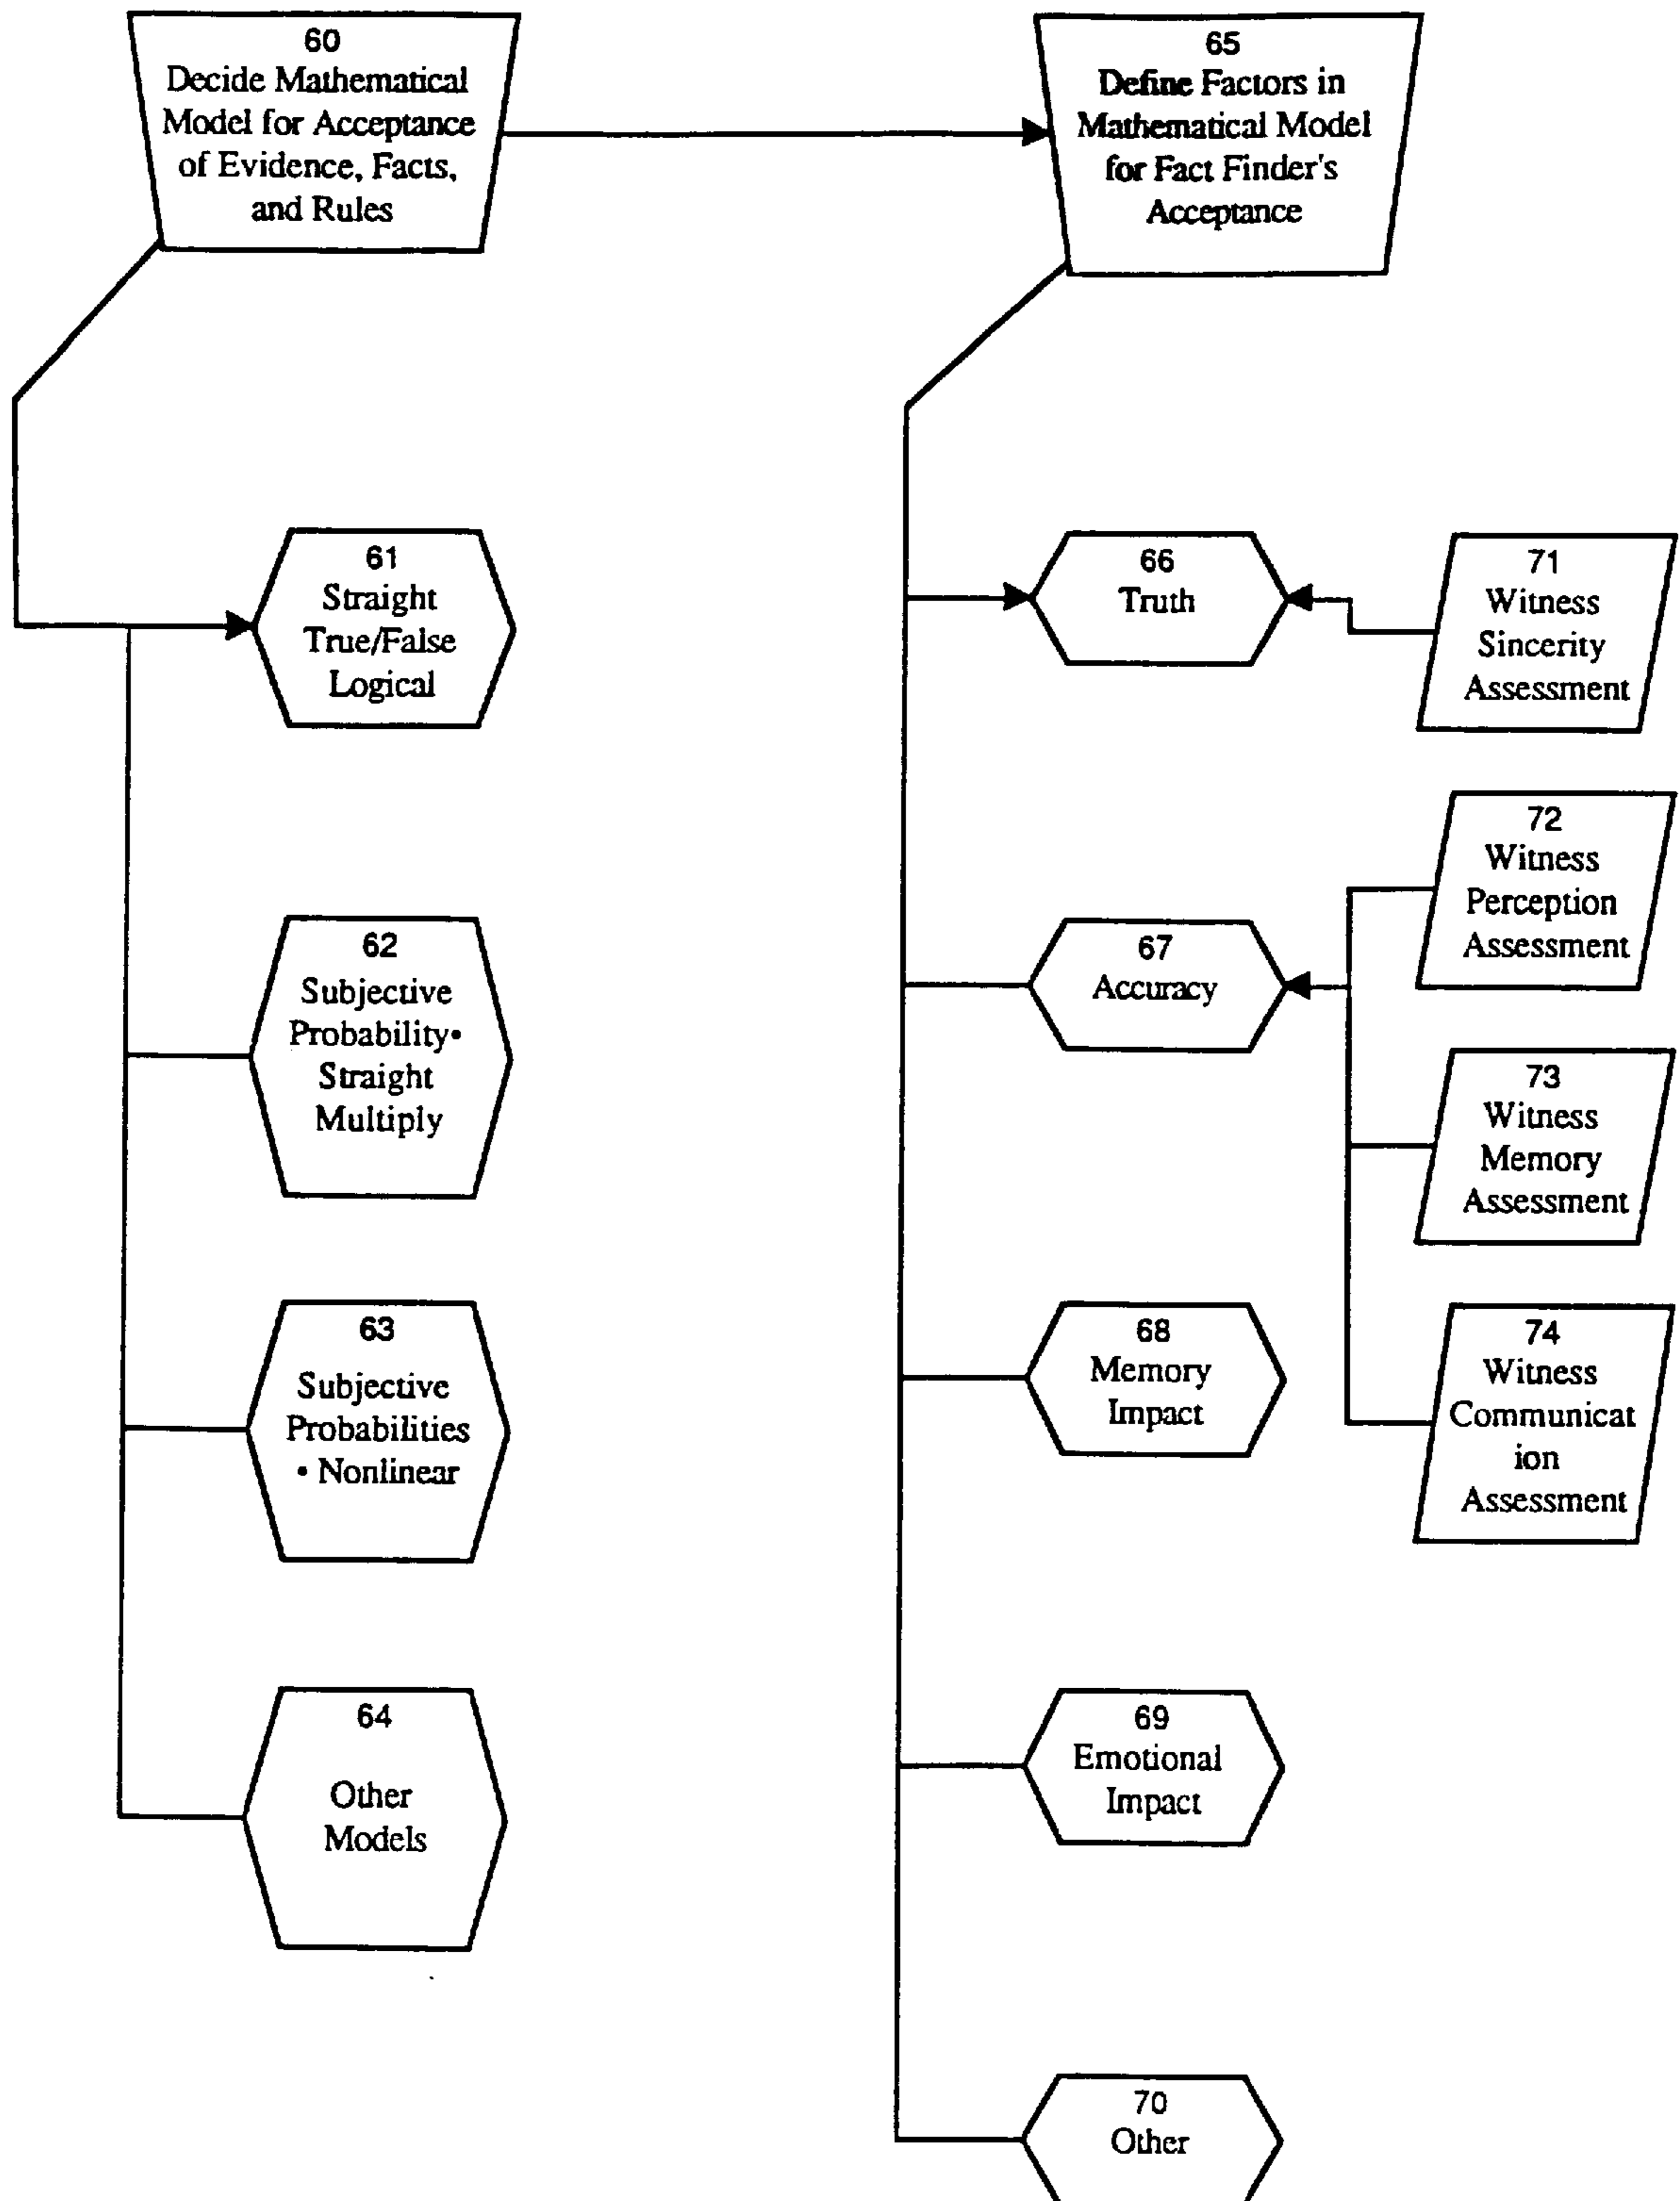 60
Decide Mathematical
Model for Acceptance
of Evidence, Facts,
and Rules
65
Define Factors in
Mathematical Model
for Fact Finder's
Acceptance
61
Straight
True/False
Logical
62
Subjective
Probability•
Straight
Multiply
63
Subjective
Probabilities
• Nonlinear
64
Other
Models
66
Truth
67
Accuracy
68
Memory
Impact
69
Emotional
Impact
70
Other
71
Witness
Sincerity
Assessment
72
Witness
Perception
Assessment
73
Witness
Memory
Assessment
74
Witness
Communicat
ion
Assessment